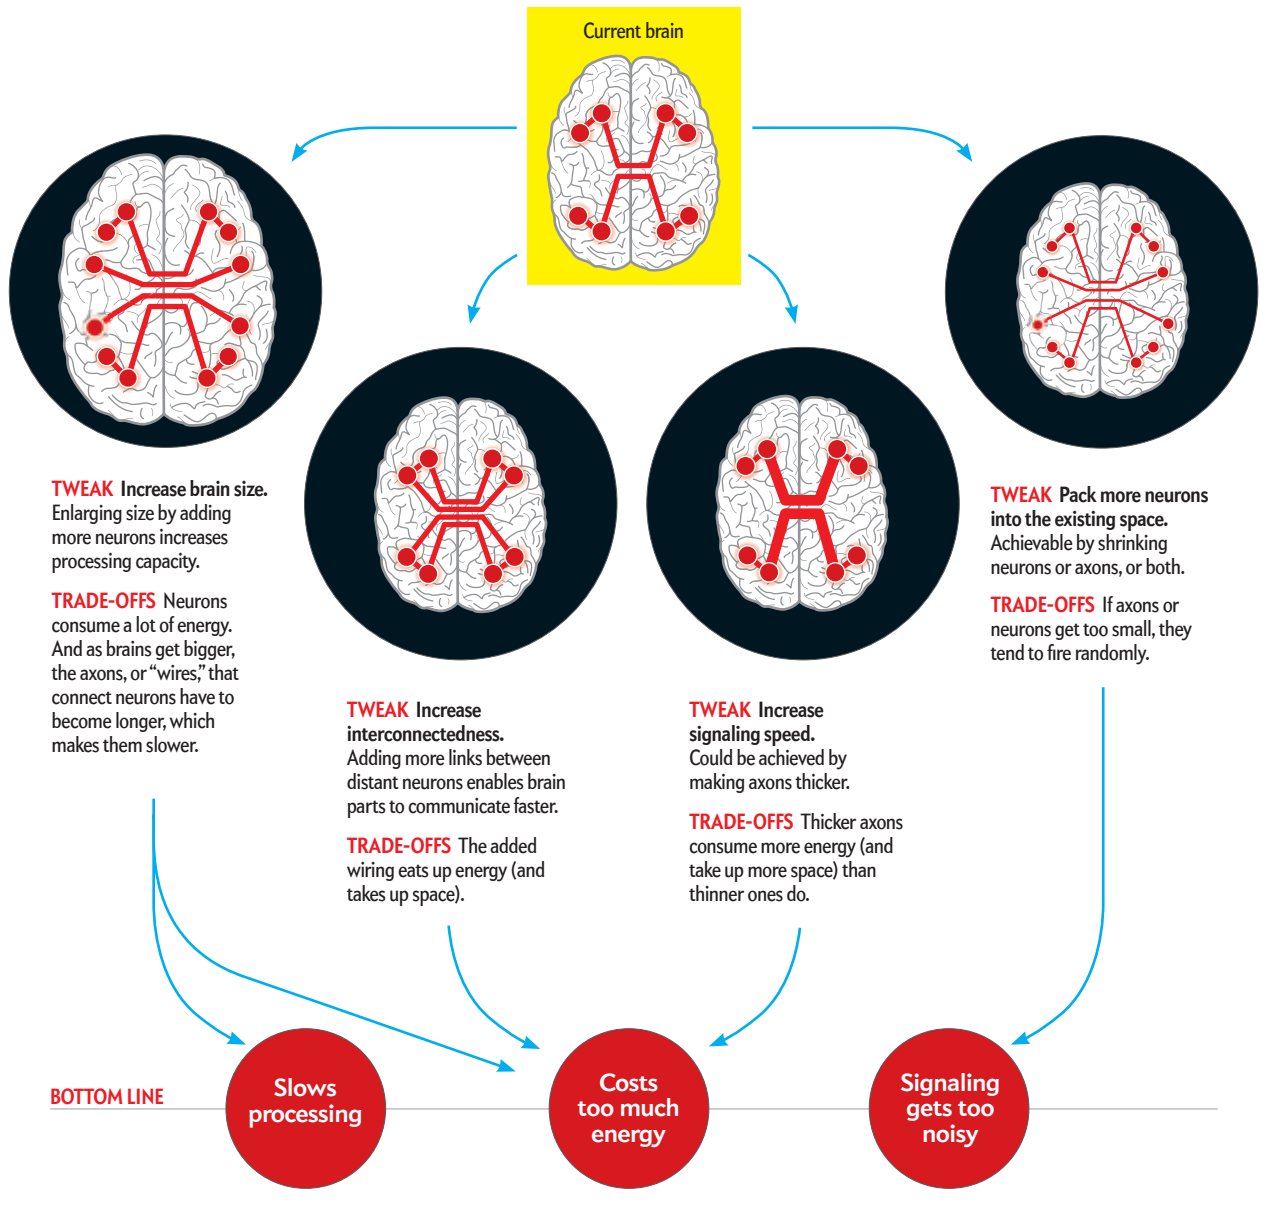 Current brain
TWEAK Increase brain size.
Enlarging size by adding
more neurons increases
processing capacity.
TRADE-OFFS Neurons
consume a lot of energy.
And as brains get bigger,
the axons, or “wires,” that
connect neurons have to
become longer, which
makes them slower.
TWEAK Increase
interconnectedness.
Adding more links between
distant neurons enables brain
parts to communicate faster.
TRADE-OFFS The added
wiring eats up energy (and
takes up space).
TWEAK Increase
signaling speed.
Could be achieved by
making axons thicker.
TRADE-OFFS Thicker axons
consume more energy (and
take up more space) than
thinner ones do.
TWEAK Pack more neurons
into the existing space.
Achievable by shrinking
neurons or axons, or both.
TRADE-OFFS If axons or
neurons get too small, they
tend to fire randomly.
BOTTOM LINE
Slows
processing
Costs
too much
energy
Signaling
gets too
noisy